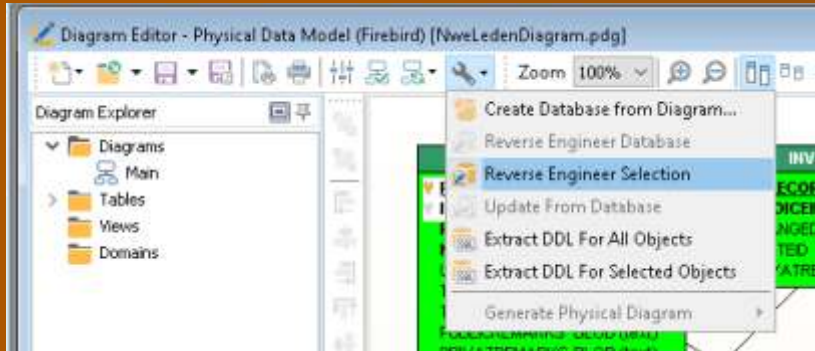 Diagram Editor - Physical Data Model (Firebird) [NweLedenDiagram.pdg]
Zoom 100%
Diagram Explorer
Diagrams
Main
Tables
Views
Domains
Create Database from Diagram...
Reverse Engineer Database
Reverse Engineer Selection
Update From Database
Extract DDL For All Objects
Extract DDL For Selected Objects
Generate Physical Diagram
INV